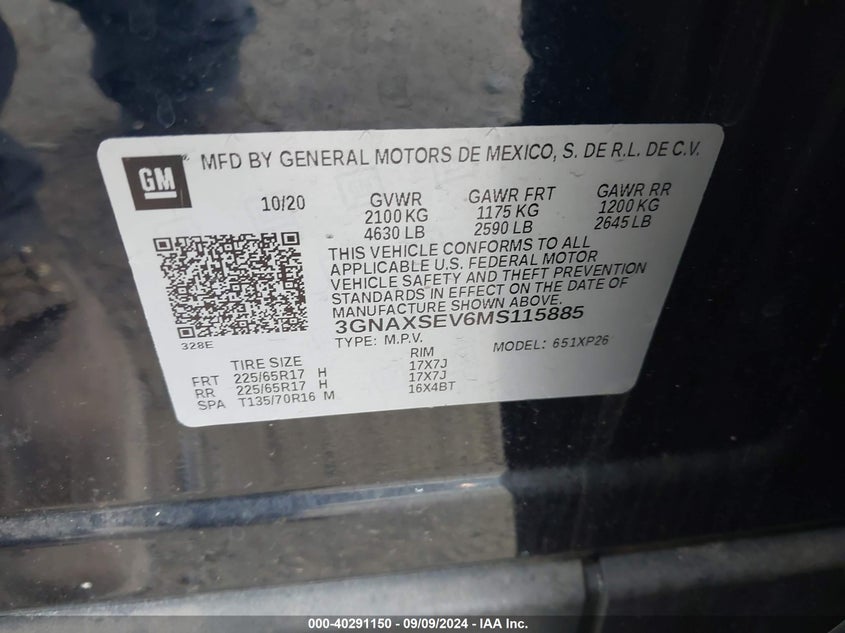 GM
MFD BY GENERAL MOTORS DE MEXICO, S. DE R.L. DE C.V.
10/20 GVWR GAWR FRT GAWR RR
2100 KG 1175 KG 1200 KG
4630 LB 2590 LB 2645 LB
THIS VEHICLE CONFORMS TO ALL
APPLICABLE U.S. FEDERAL MOTOR
VEHICLE SAFETY AND THEFT PREVENTION
STANDARDS IN EFFECT ON THE DATE OF
MANUFACTURE SHOWN ABOVE.
3GNAXSEV6MS115885
328E
TYPE: M.P.V. MODEL: 651XP26
TIRE SIZE RIM
FRT 225/65R17 H 17X7J
RR 225/65R17 H 17X7J
SPA T135/70R16 M 16X4BT
000-40291150 - 09/09/2024 - IAA Inc.